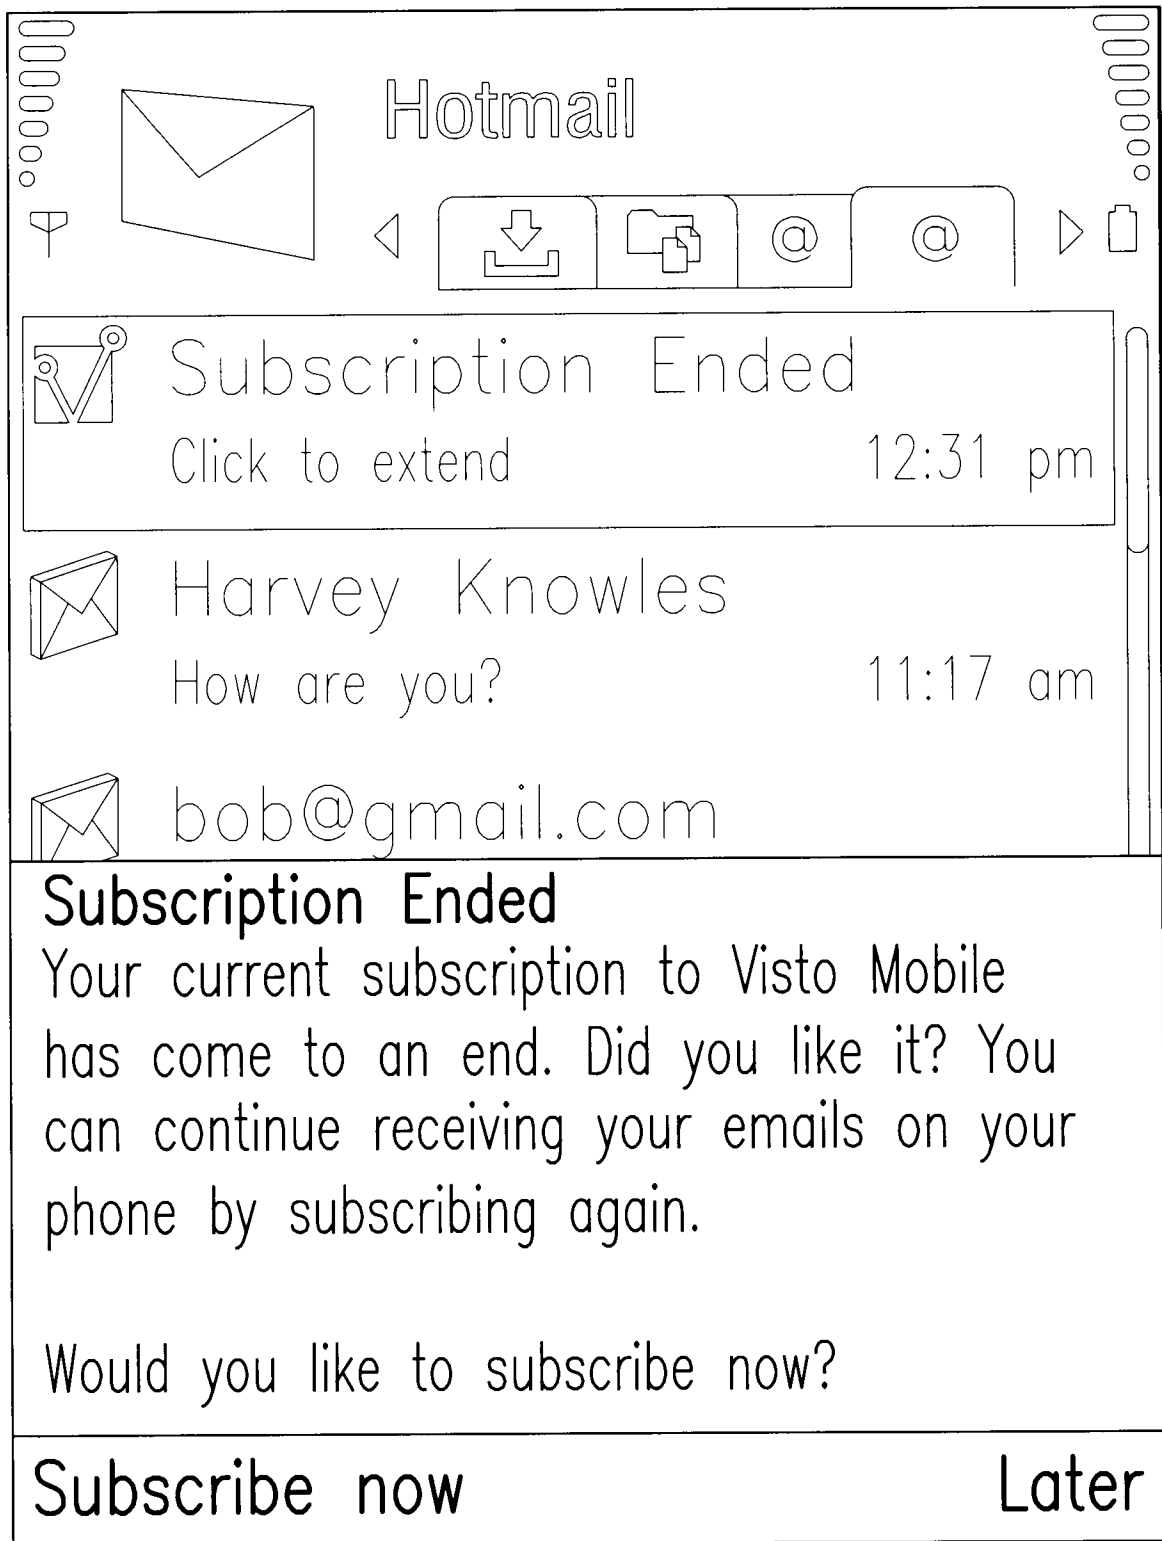 Hotmail
@ @
Subscription Ended
Click to extend 12:31 pm
Harvey Knowles
How are you? 11:17 am
bob@gmail.com
Subscription Ended
Your current subscription to Visto Mobile
has come to an end. Did you like it? You
can continue receiving your emails on your
phone by subscribing again.
Would you like to subscribe now?
Subscribe now Later